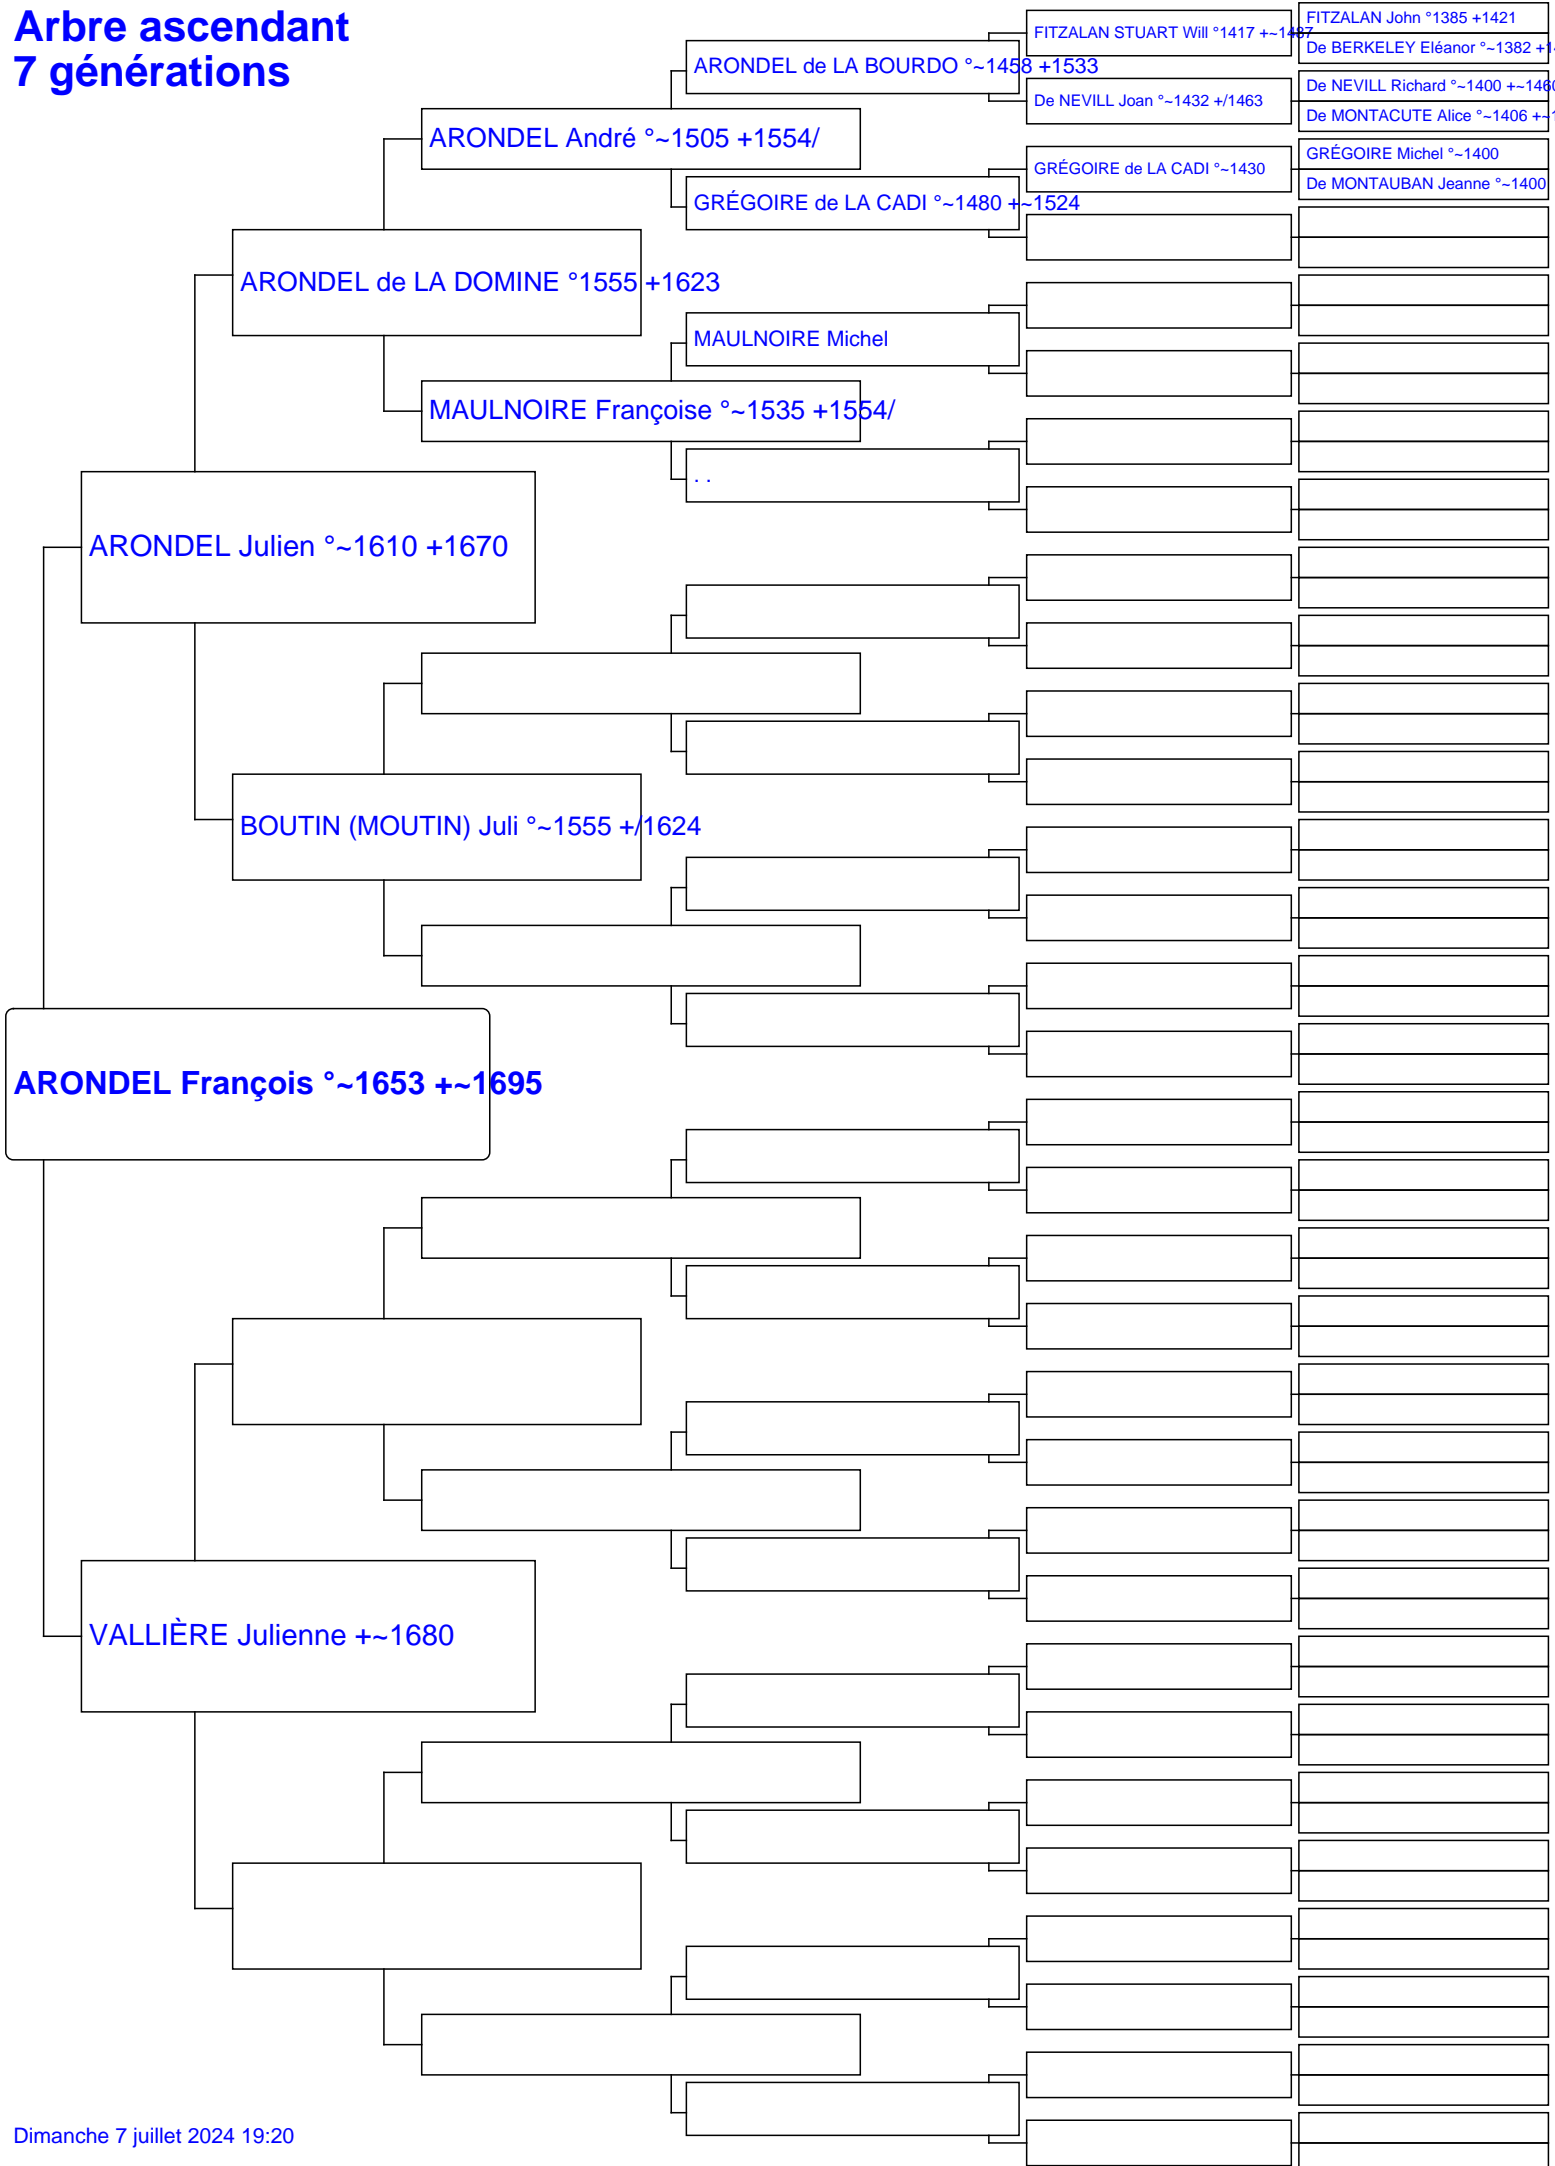 Arbre ascendant
7 générations
FITZALAN John °1385 +1421
FITZALAN STUART Will °1417 +~1487
De BERKELEY Eléanor °~1382 +1
ARONDEL de LA BOURDO °~1458 +1533
De NEVILL Richard °~1400 +~1460
De NEVILL Joan °~1432 +/1463
De MONTACUTE Alice °~1406 +~1
ARONDEL André °~1505 +1554/
GRÉGOIRE Michel °~1400
GRÉGOIRE de LA CADI °~1430
De MONTAUBAN Jeanne °~1400
GRÉGOIRE de LA CADI °~1480 +~1524
ARONDEL de LA DOMINE °1555 +1623
MAULNOIRE Michel
MAULNOIRE Françoise °~1535 +1554/
. .
ARONDEL Julien °~1610 +1670
BOUTIN (MOUTIN) Juli °~1555 +/1624
ARONDEL François °~1653 +~1695
VALLIÈRE Julienne +~1680
Dimanche 7 juillet 2024 19:20